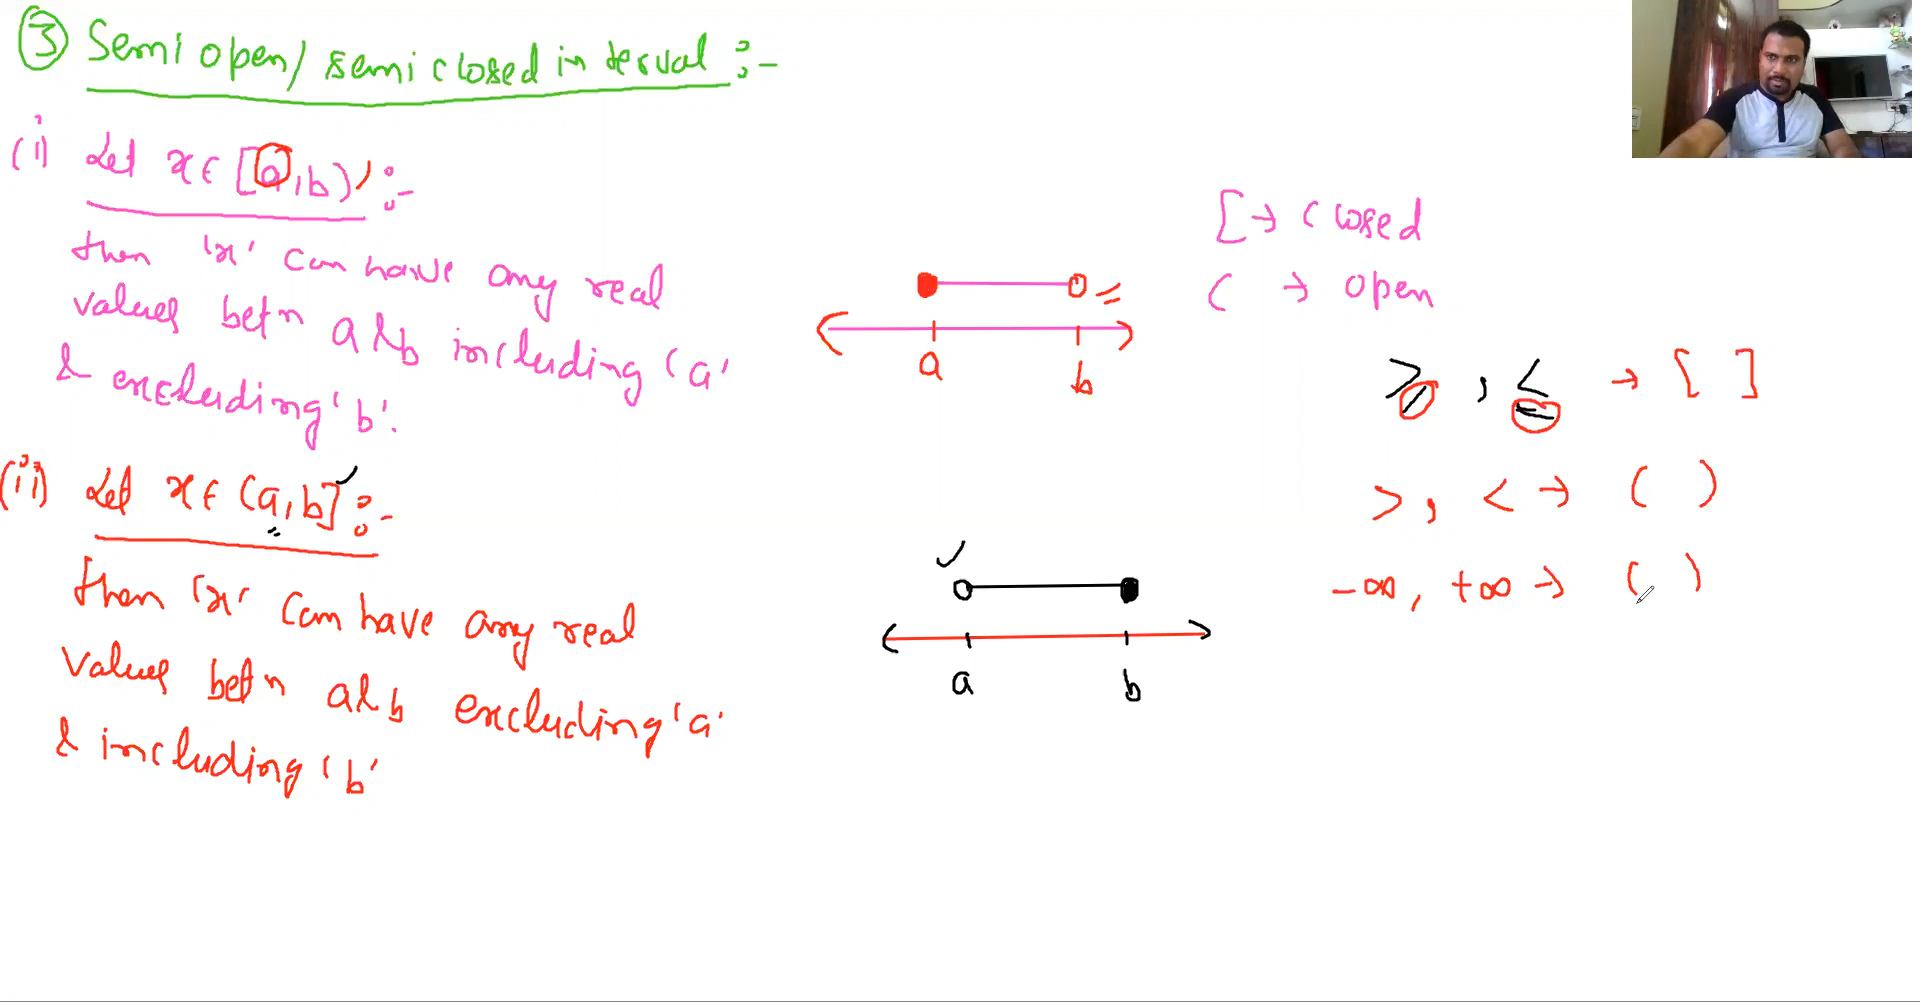 ③ Semi open/ semi closed interval :-
(i) Let x ∈ [a,b) :-
then 'x' can have any real
values betn a & b including 'a'
& excluding 'b'.
(ii) Let x ∈ (a,b] :-
then 'x' can have any real
values betn a & b excluding 'a'
& including 'b'
a b
a b
[ → closed
( → open
≥, ≤ → [ ]
>, < → ( )
-∞, +∞ → ( )